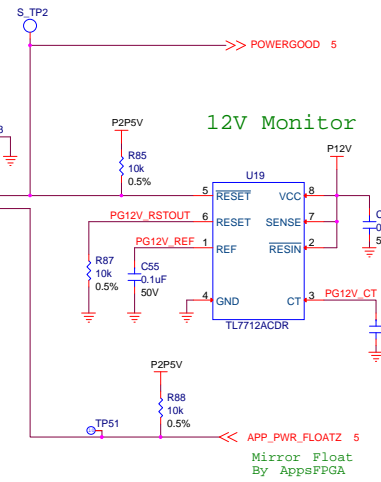 S_TP2
POWERGOOD 5
12V Monitor
P2P5V
P12V
R85
10k
0.5%
U19
5 RESET VCC 8
PG12V_RSTOUT 6 RESET SENSE 7
PG12V_REF 1 REF RESIN 2
R87
10k
0.5%
C55
0.1uF
50V
4 GND CT 3 PG12V_CT
TL7712ACDR
P2P5V
R88
10k
0.5%
TP51
APP_PWR_FLOATZ 5
Mirror Float
By AppsFPGA